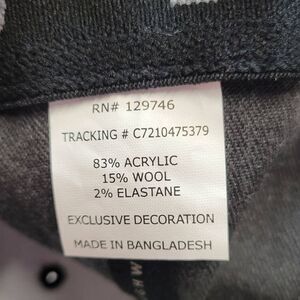 RN# 129746
TRACKING # C7210475379
83% ACRYLIC
15% WOOL
2% ELASTANE
EXCLUSIVE DECORATION
MADE IN BANGLADESH